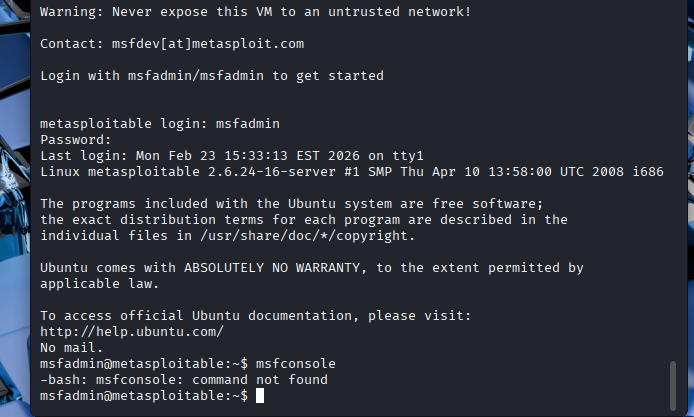 Warning: Never expose this VM to an untrusted network!
Contact: msfdev[at]metasploit.com
Login with msfadmin/msfadmin to get started
metasploitable login: msfadmin
Password:
Last login: Mon Feb 23 15:33:13 EST 2026 on tty1
Linux metasploitable 2.6.24-16-server #1 SMP Thu Apr 10 13:58:00 UTC 2008 i686
The programs included with the Ubuntu system are free software;
the exact distribution terms for each program are described in the
individual files in /usr/share/doc/*/copyright.
Ubuntu comes with ABSOLUTELY NO WARRANTY, to the extent permitted by
applicable law.
To access official Ubuntu documentation, please visit:
http://help.ubuntu.com/
No mail.
msfadmin@metasploitable:~$ msfconsole
-bash: msfconsole: command not found
msfadmin@metasploitable:~$